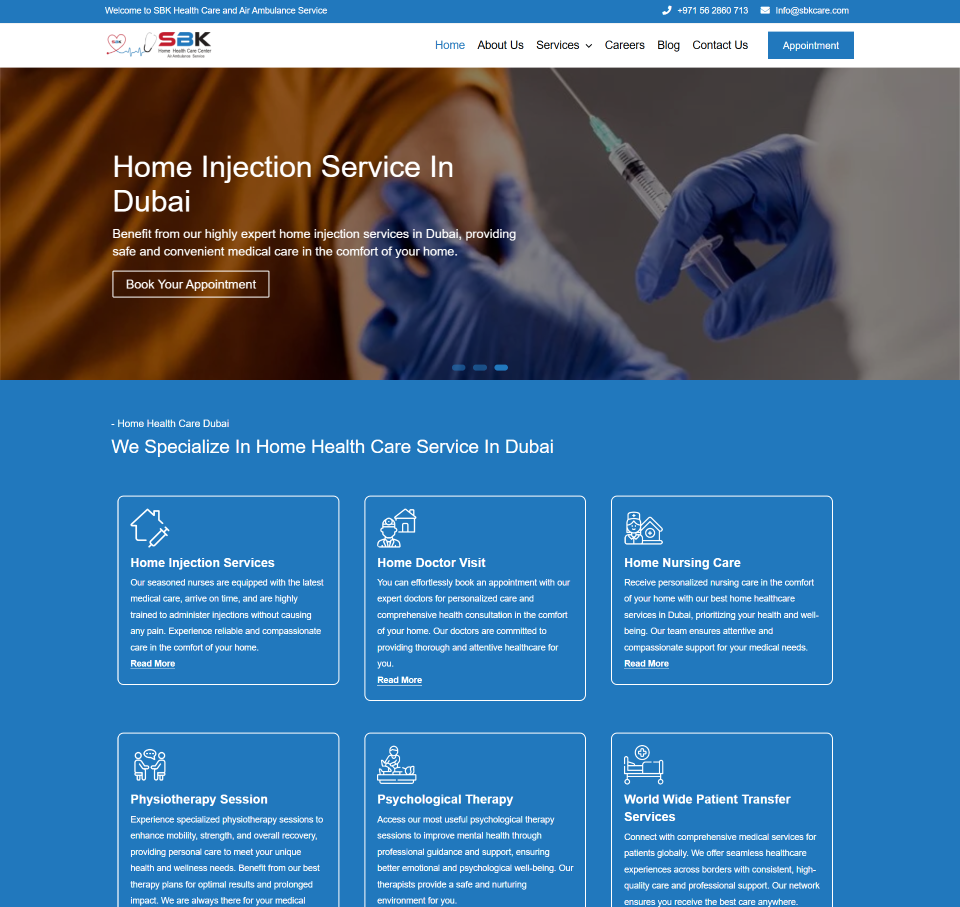 Welcome to SBK Health Care and Air Ambulance Service
+971 56 2860 713
Info@sbkcare.com
SBK
SBK
Home Health Care Center
Air Ambulance Service
Home
About Us
Services
Careers
Blog
Contact Us
Appointment
Home Injection Service In
Dubai
Benefit from our highly expert home injection services in Dubai, providing
safe and convenient medical care in the comfort of your home.
Book Your Appointment
- Home Health Care Dubai
We Specialize In Home Health Care Service In Dubai
Home Injection Services
Our seasoned nurses are equipped with the latest
medical care, arrive on time, and are highly
trained to administer injections without causing
any pain. Experience reliable and compassionate
care in the comfort of your home.
Read More
Home Doctor Visit
You can effortlessly book an appointment with our
expert doctors for personalized care and
comprehensive health consultation in the comfort
of your home. Our doctors are committed to
providing thorough and attentive healthcare for
you.
Read More
Home Nursing Care
Receive personalized nursing care in the comfort
of your home with our best home healthcare
services in Dubai, prioritizing your health and well-
being. Our team ensures attentive and
compassionate support for your medical needs.
Read More
Physiotherapy Session
Experience specialized physiotherapy sessions to
enhance mobility, strength, and overall recovery,
providing personal care to meet your unique
health and wellness needs. Benefit from our best
therapy plans for optimal results and prolonged
impact. We are always there for your medical
Psychological Therapy
Access our most useful psychological therapy
sessions to improve mental health through
professional guidance and support, ensuring
better emotional and psychological well-being. Our
therapists provide a safe and nurturing
environment for you.
World Wide Patient Transfer
Services
Connect with comprehensive medical services for
patients globally. We offer seamless healthcare
experiences across borders with consistent, high-
quality care and professional support. Our network
ensures you receive the best care anywhere.